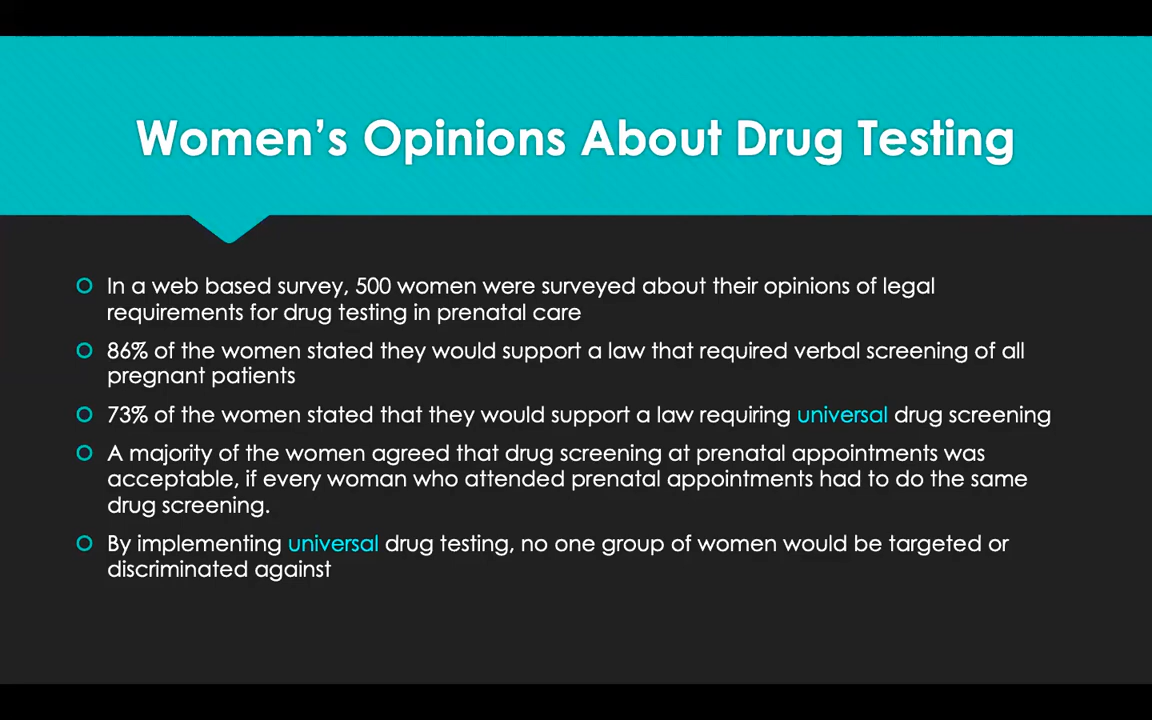 Women's Opinions About Drug Testing
In a web based survey, 500 women were surveyed about their opinions of legal
requirements for drug testing in prenatal care
86% of the women stated they would support a law that required verbal screening of all
pregnant patients
73% of the women stated that they would support a law requiring universal drug screening
A majority of the women agreed that drug screening at prenatal appointments was
acceptable, if every woman who attended prenatal appointments had to do the same
drug screening.
By implementing universal drug testing, no one group of women would be targeted or
discriminated against